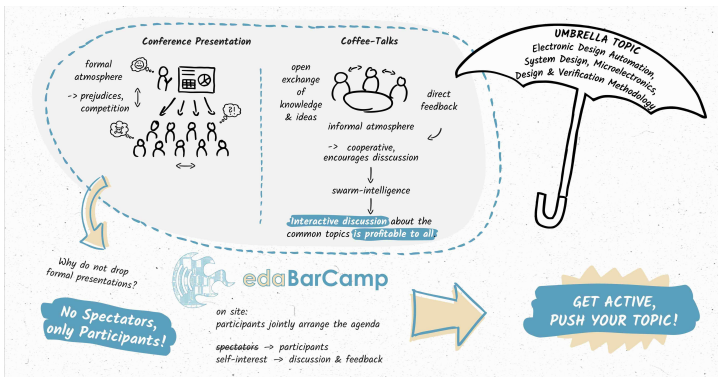 Conference Presentation
formal
atmosphere
-> prejudices,
competition
?!
Coffee-Talks
open
exchange
of
knowledge
& ideas
direct
feedback
informal atmosphere
-> cooperative,
encourages disscussion
swarm-intelligence
Interactive discussion about the
common topics is profitable to all!
UMBRELLA TOPIC
Electronic Design Automation,
System Design, Microelectronics,
Design & Verification Methodology
Why do not drop
formal presentations?
No Spectators,
only Participants!
edaBarCamp
on site:
participants jointly arrange the agenda
spectators -> participants
self-interest -> discussion & feedback
GET ACTIVE,
PUSH YOUR TOPIC!